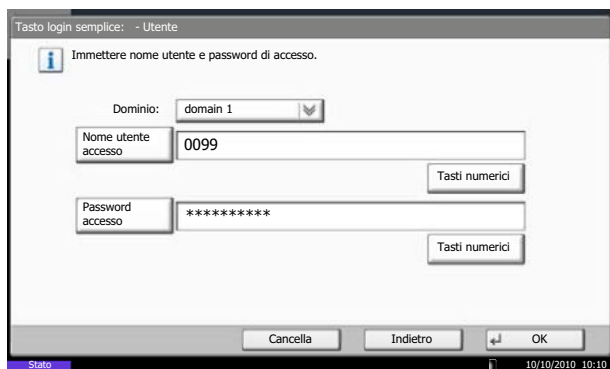 Tasto login semplice: - Utente
Immettere nome utente e password di accesso.
Dominio: domain 1
Nome utente accesso 0099
Tasti numerici
Password accesso **********
Tasti numerici
Cancella Indietro OK
Stato 10/10/2010 10:10